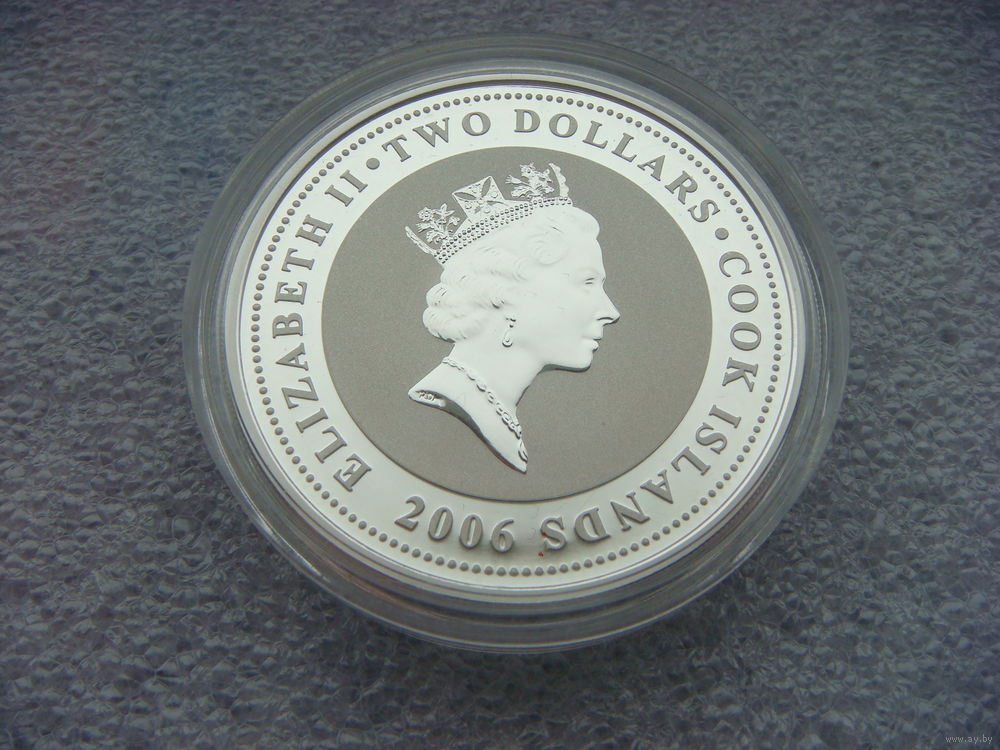 ELIZABETH II • TWO DOLLARS • COOK ISLANDS
2006
www.ay.by